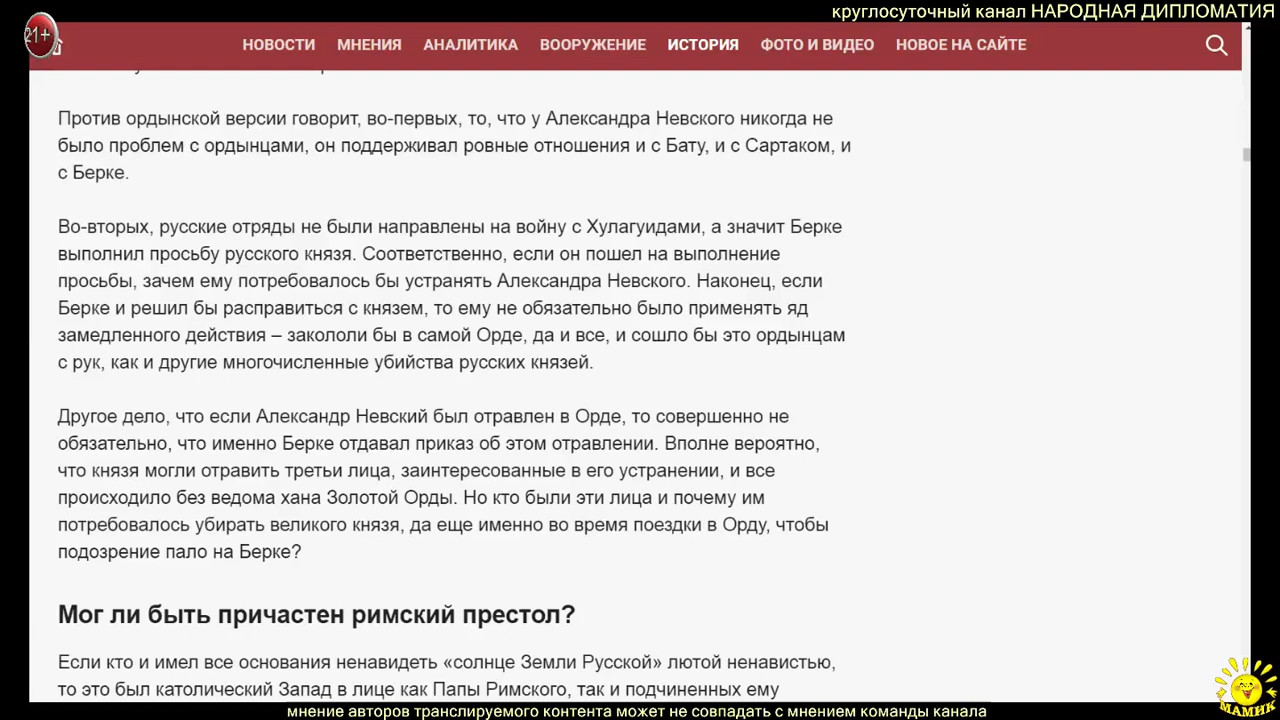 круглосуточный канал НАРОДНАЯ ДИПЛОМАТИЯ
21+
НОВОСТИ МНЕНИЯ АНАЛИТИКА ВООРУЖЕНИЕ ИСТОРИЯ ФОТО И ВИДЕО НОВОЕ НА САЙТЕ
Против ордынской версии говорит, во-первых, то, что у Александра Невского никогда не
было проблем с ордынцами, он поддерживал ровные отношения и с Бату, и с Сартаком, и
с Берке.
Во-вторых, русские отряды не были направлены на войну с Хулагуидами, а значит Берке
выполнил просьбу русского князя. Соответственно, если он пошел на выполнение
просьбы, зачем ему потребовалось бы устранять Александра Невского. Наконец, если
Берке и решил бы расправиться с князем, то ему не обязательно было применять яд
замедленного действия – закололи бы в самой Орде, да и все, и сошло бы это ордынцам
с рук, как и другие многочисленные убийства русских князей.
Другое дело, что если Александр Невский был отравлен в Орде, то совершенно не
обязательно, что именно Берке отдавал приказ об этом отравлении. Вполне вероятно,
что князя могли отравить третьи лица, заинтересованные в его устранении, и все
происходило без ведома хана Золотой Орды. Но кто были эти лица и почему им
потребовалось убирать великого князя, да еще именно во время поездки в Орду, чтобы
подозрение пало на Берке?
Мог ли быть причастен римский престол?
Если кто и имел все основания ненавидеть «солнце Земли Русской» лютой ненавистью,
то это был католический Запад в лице как Папы Римского, так и подчиненных ему
МАМИК
мнение авторов транслируемого контента может не совпадать с мнением команды канала